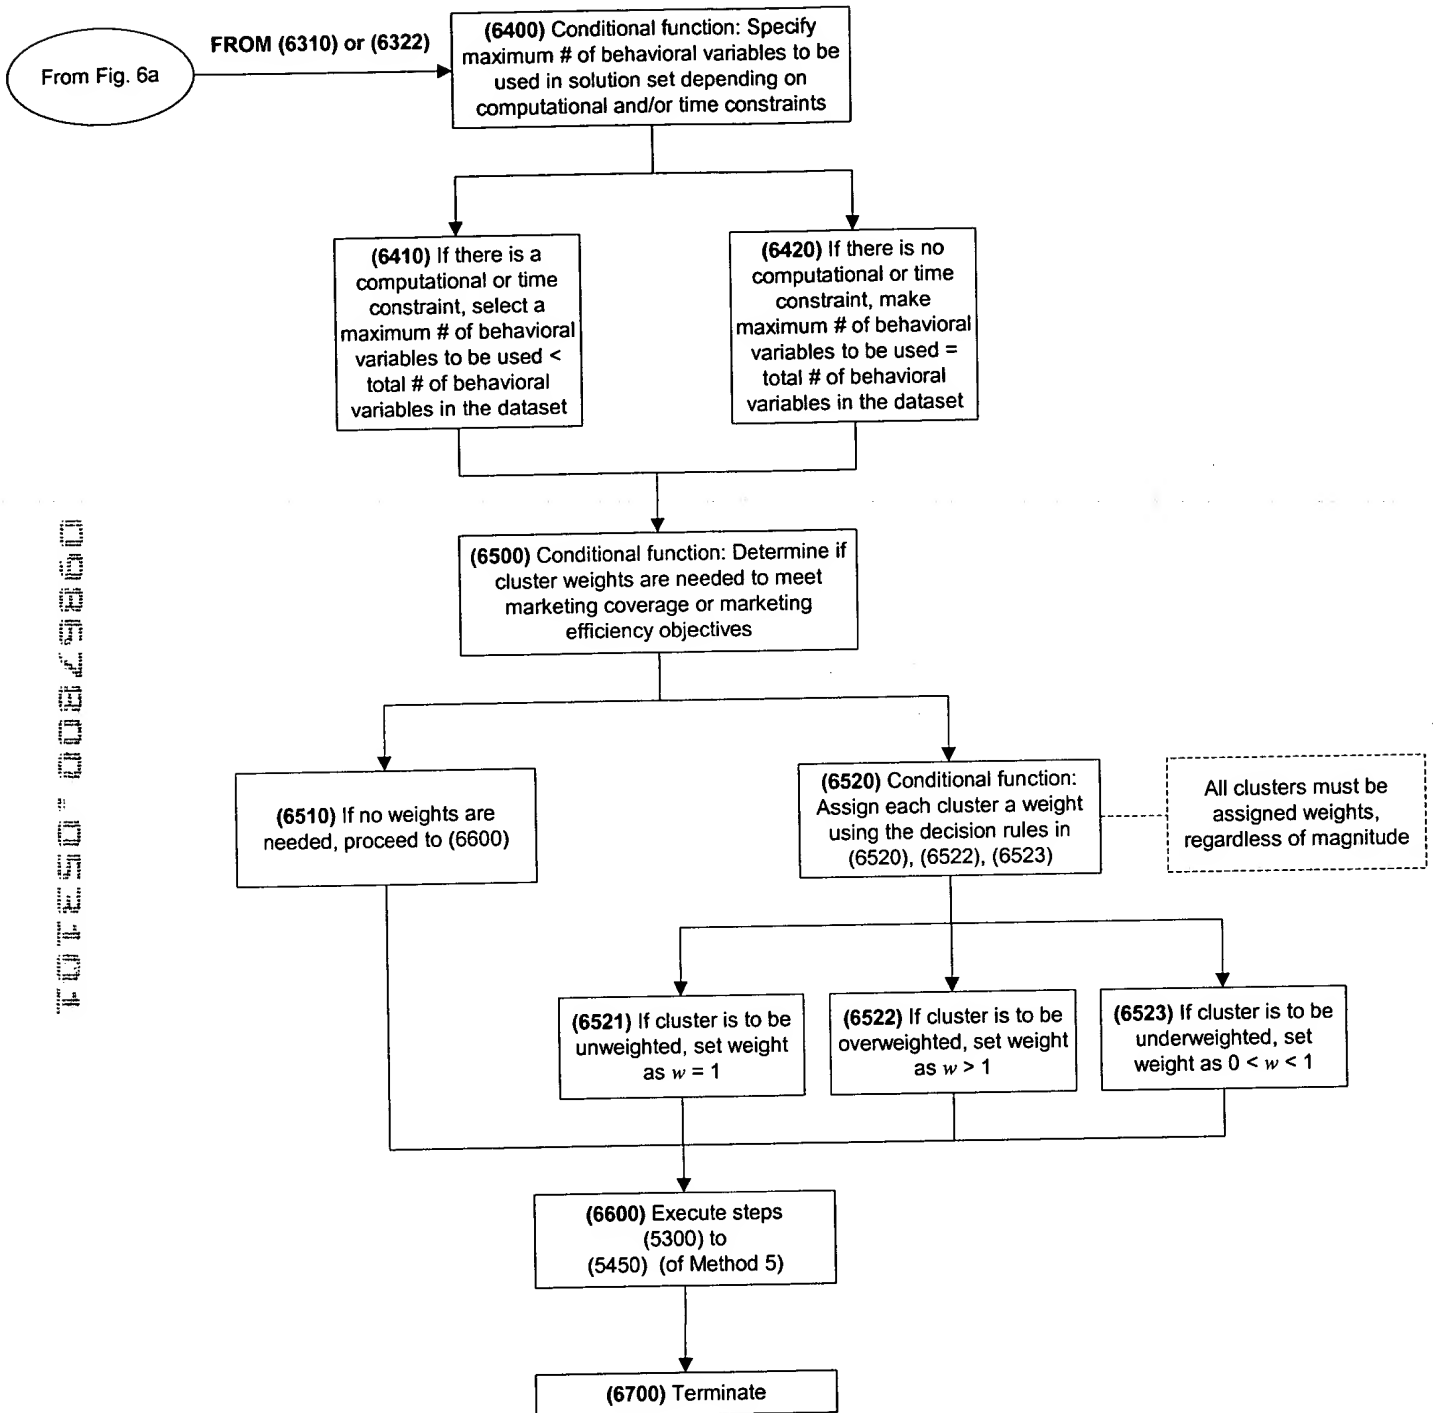 FROM (6310) or (6322)
From Fig. 6a
(6400) Conditional function: Specify
maximum # of behavioral variables to be
used in solution set depending on
computational and/or time constraints
(6410) If there is a
computational or time
constraint, select a
maximum # of behavioral
variables to be used <
total # of behavioral
variables in the dataset
(6420) If there is no
computational or time
constraint, make
maximum # of behavioral
variables to be used =
total # of behavioral
variables in the dataset
(6500) Conditional function: Determine if
cluster weights are needed to meet
marketing coverage or marketing
efficiency objectives
(6510) If no weights are
needed, proceed to (6600)
(6520) Conditional function:
Assign each cluster a weight
using the decision rules in
(6520), (6522), (6523)
All clusters must be
assigned weights,
regardless of magnitude
(6521) If cluster is to be
unweighted, set weight
as w = 1
(6522) If cluster is to be
overweighted, set weight
as w > 1
(6523) If cluster is to be
underweighted, set
weight as 0 < w < 1
(6600) Execute steps
(5300) to
(5450) (of Method 5)
(6700) Terminate
09867800.053101